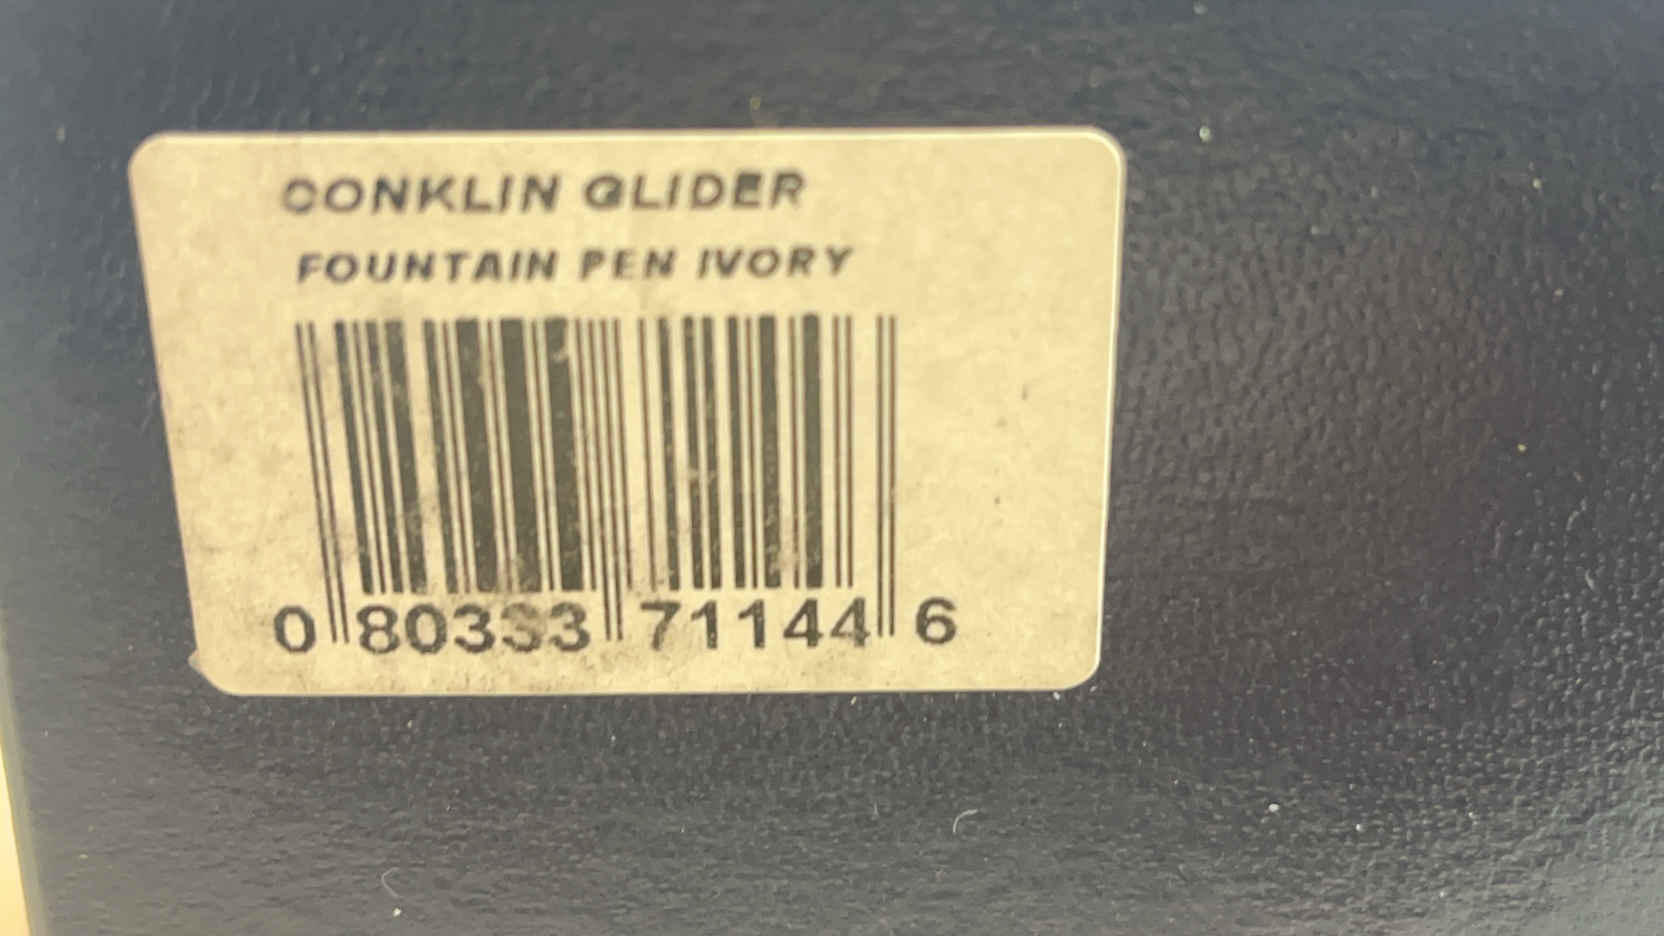 CONKLIN GLIDER
FOUNTAIN PEN IVORY
0 80333 71144 6